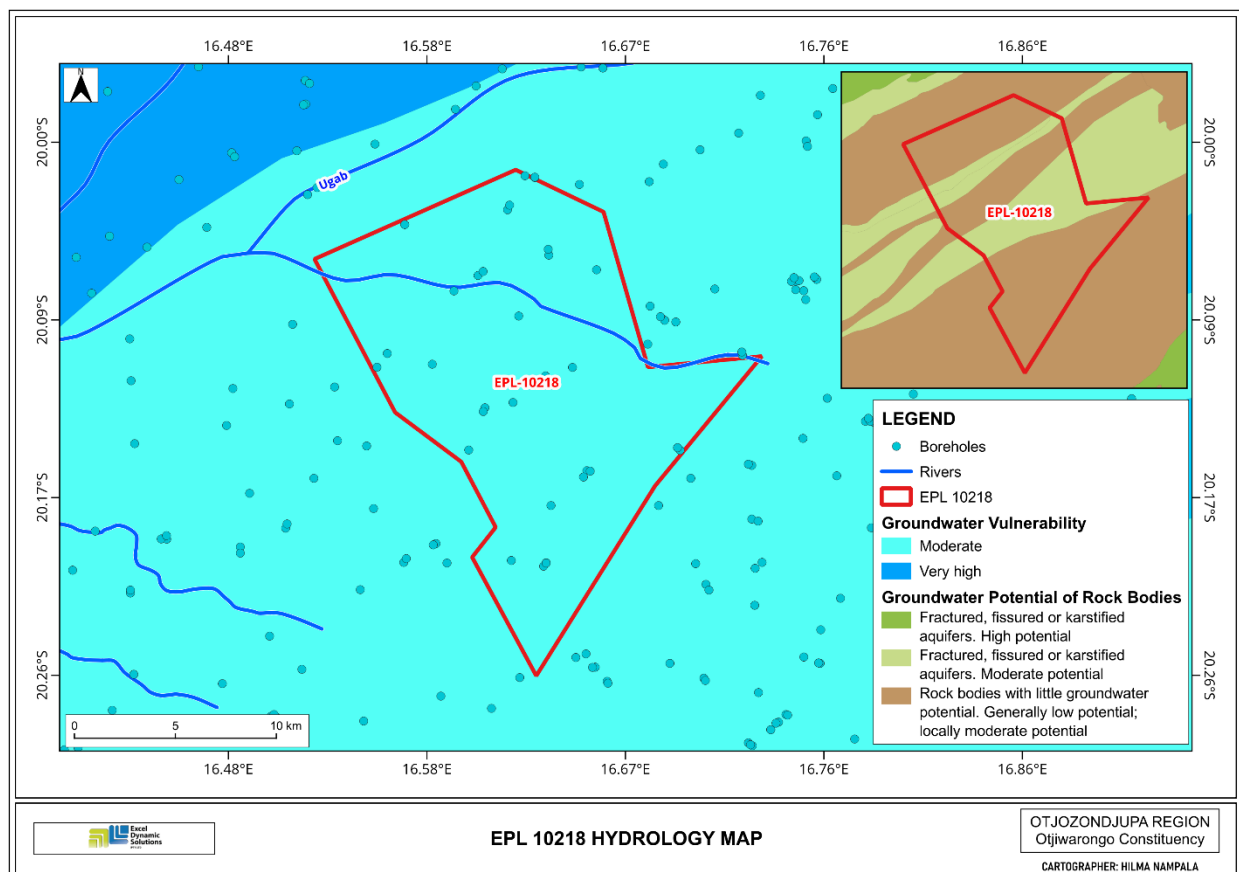 16.48°E 16.58°E 16.67°E 16.76°E 16.86°E
20.00°S
20.09°S
20.17°S
20.26°S
Ugab
EPL-10218
EPL-10218
20.00°S
20.09°S
20.17°S
20.26°S
LEGEND
Boreholes
Rivers
EPL 10218
Groundwater Vulnerability
Moderate
Very high
Groundwater Potential of Rock Bodies
Fractured, fissured or karstified
aquifers. High potential
Fractured, fissured or karstified
aquifers. Moderate potential
Rock bodies with little groundwater
potential. Generally low potential;
locally moderate potential
0 5 10 km
16.48°E 16.58°E 16.67°E 16.76°E 16.86°E
Excel
Dynamic
Solutions
EPL 10218 HYDROLOGY MAP
OTJOZONDJUPA REGION
Otjiwarongo Constituency
CARTOGRAPHER: HILMA NAMPALA